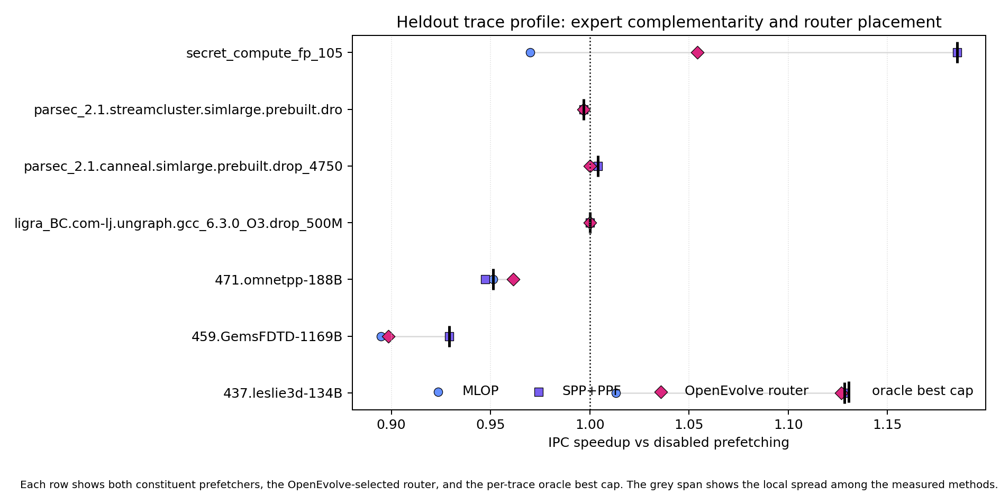 Heldout trace profile: expert complementarity and router placement
secret_compute_fp_105
parsec_2.1.streamcluster.simlarge.prebuilt.dro
parsec_2.1.canneal.simlarge.prebuilt.drop_4750
ligra_BC.com-lj.ungraph.gcc_6.3.0_O3.drop_500M
471.omnetpp-188B
459.GemsFDTD-1169B
437.leslie3d-134B
MLOP
SPP+PPF
OpenEvolve router
oracle best cap
0.90
0.95
1.00
1.05
1.10
1.15
IPC speedup vs disabled prefetching
Each row shows both constituent prefetchers, the OpenEvolve-selected router, and the per-trace oracle best cap. The grey span shows the local spread among the measured methods.